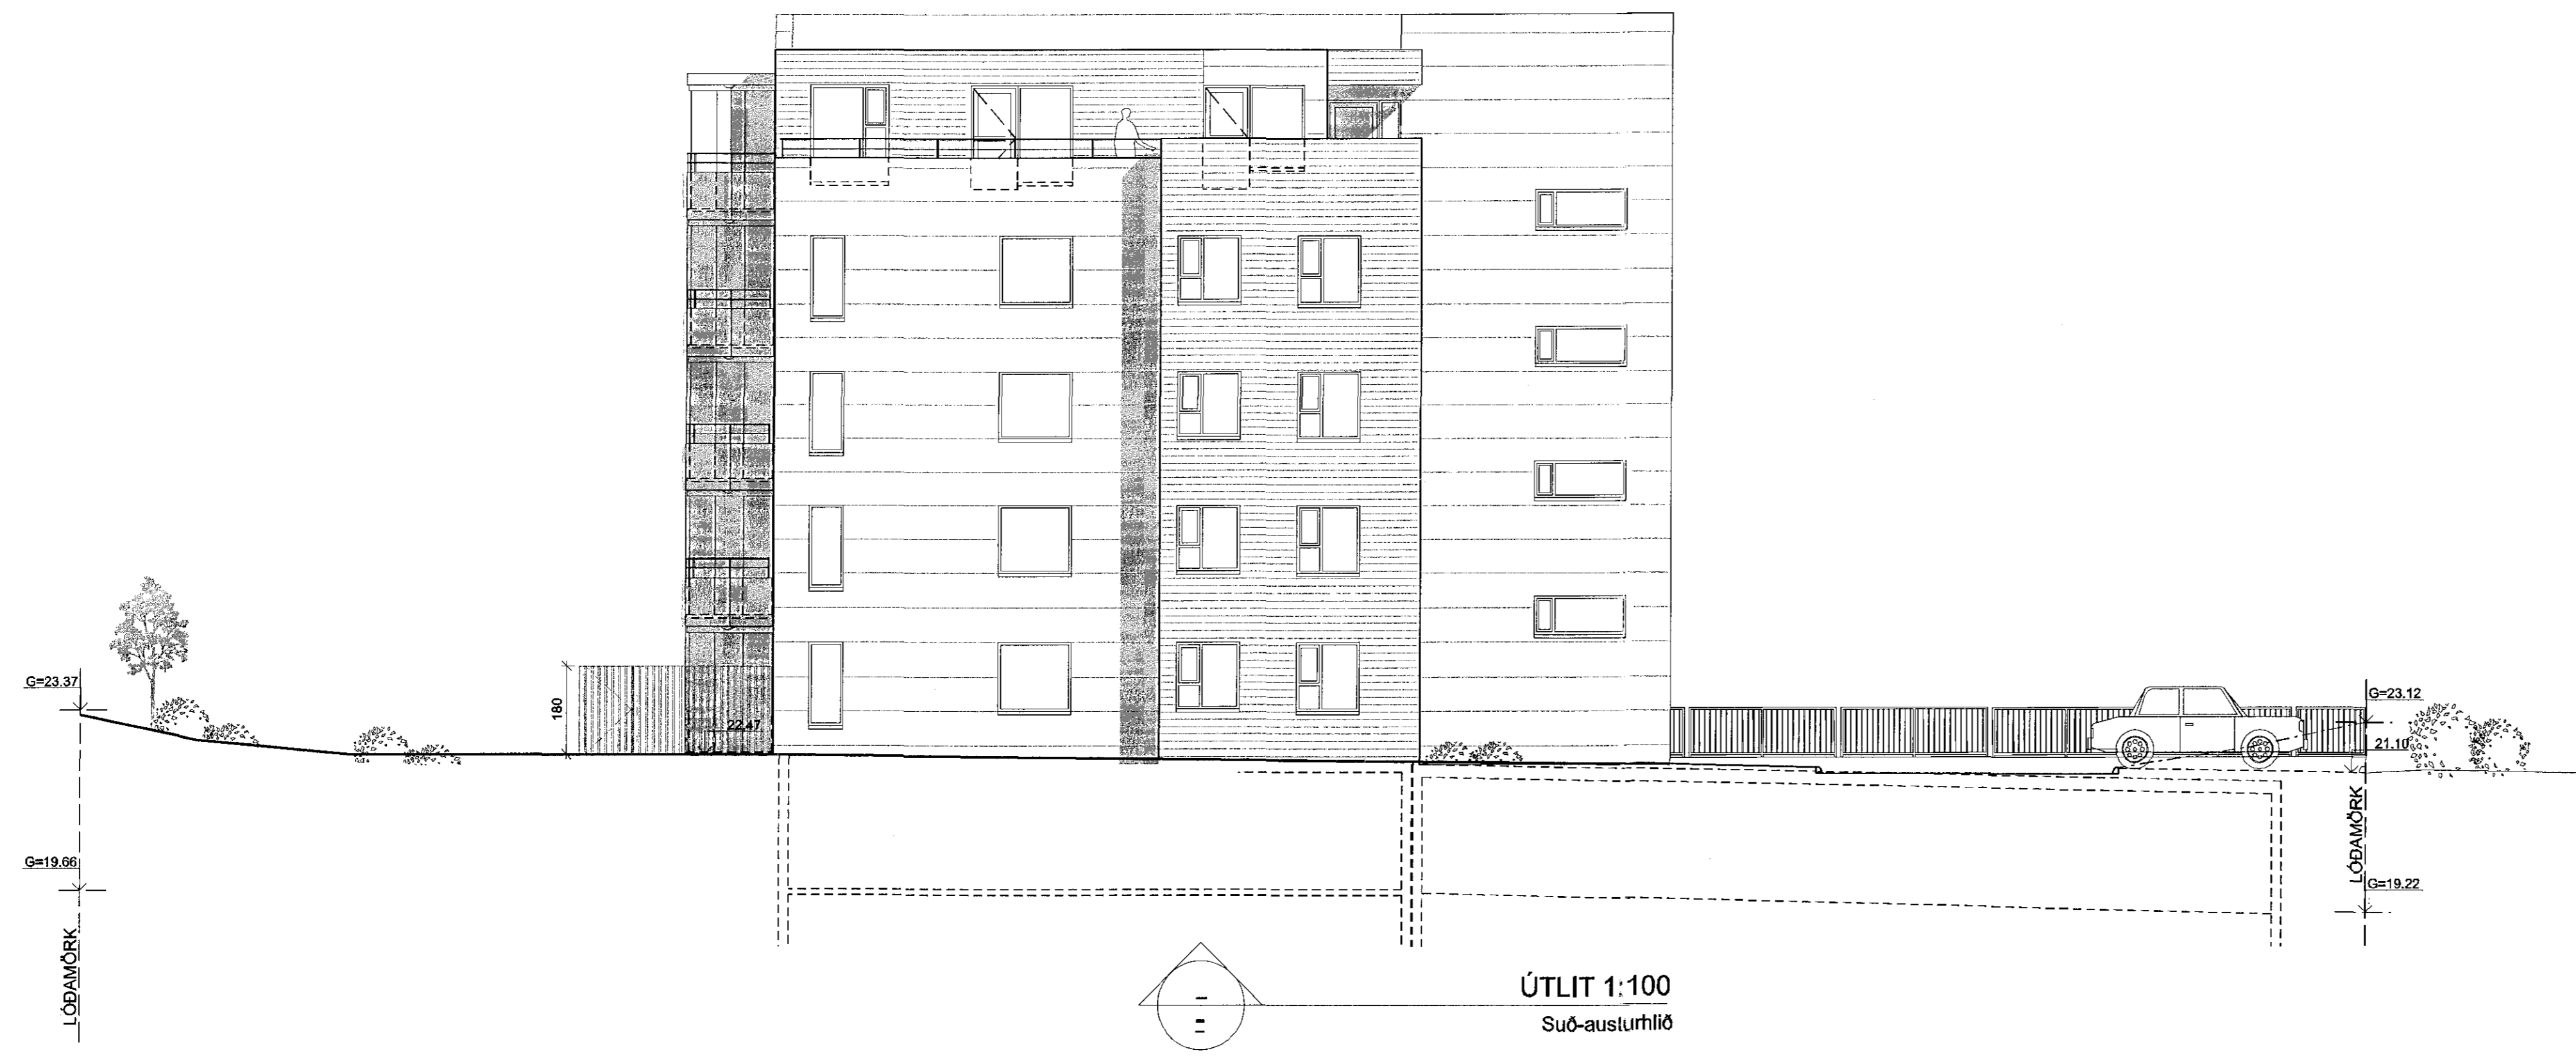 G=23.37
180
22.47
G=23.12
21.10
G=19.66
LÓÐAMÖRK
G=19.22
LÓÐAMÖRK
ÚTLIT 1:100
Suð-austurhlið